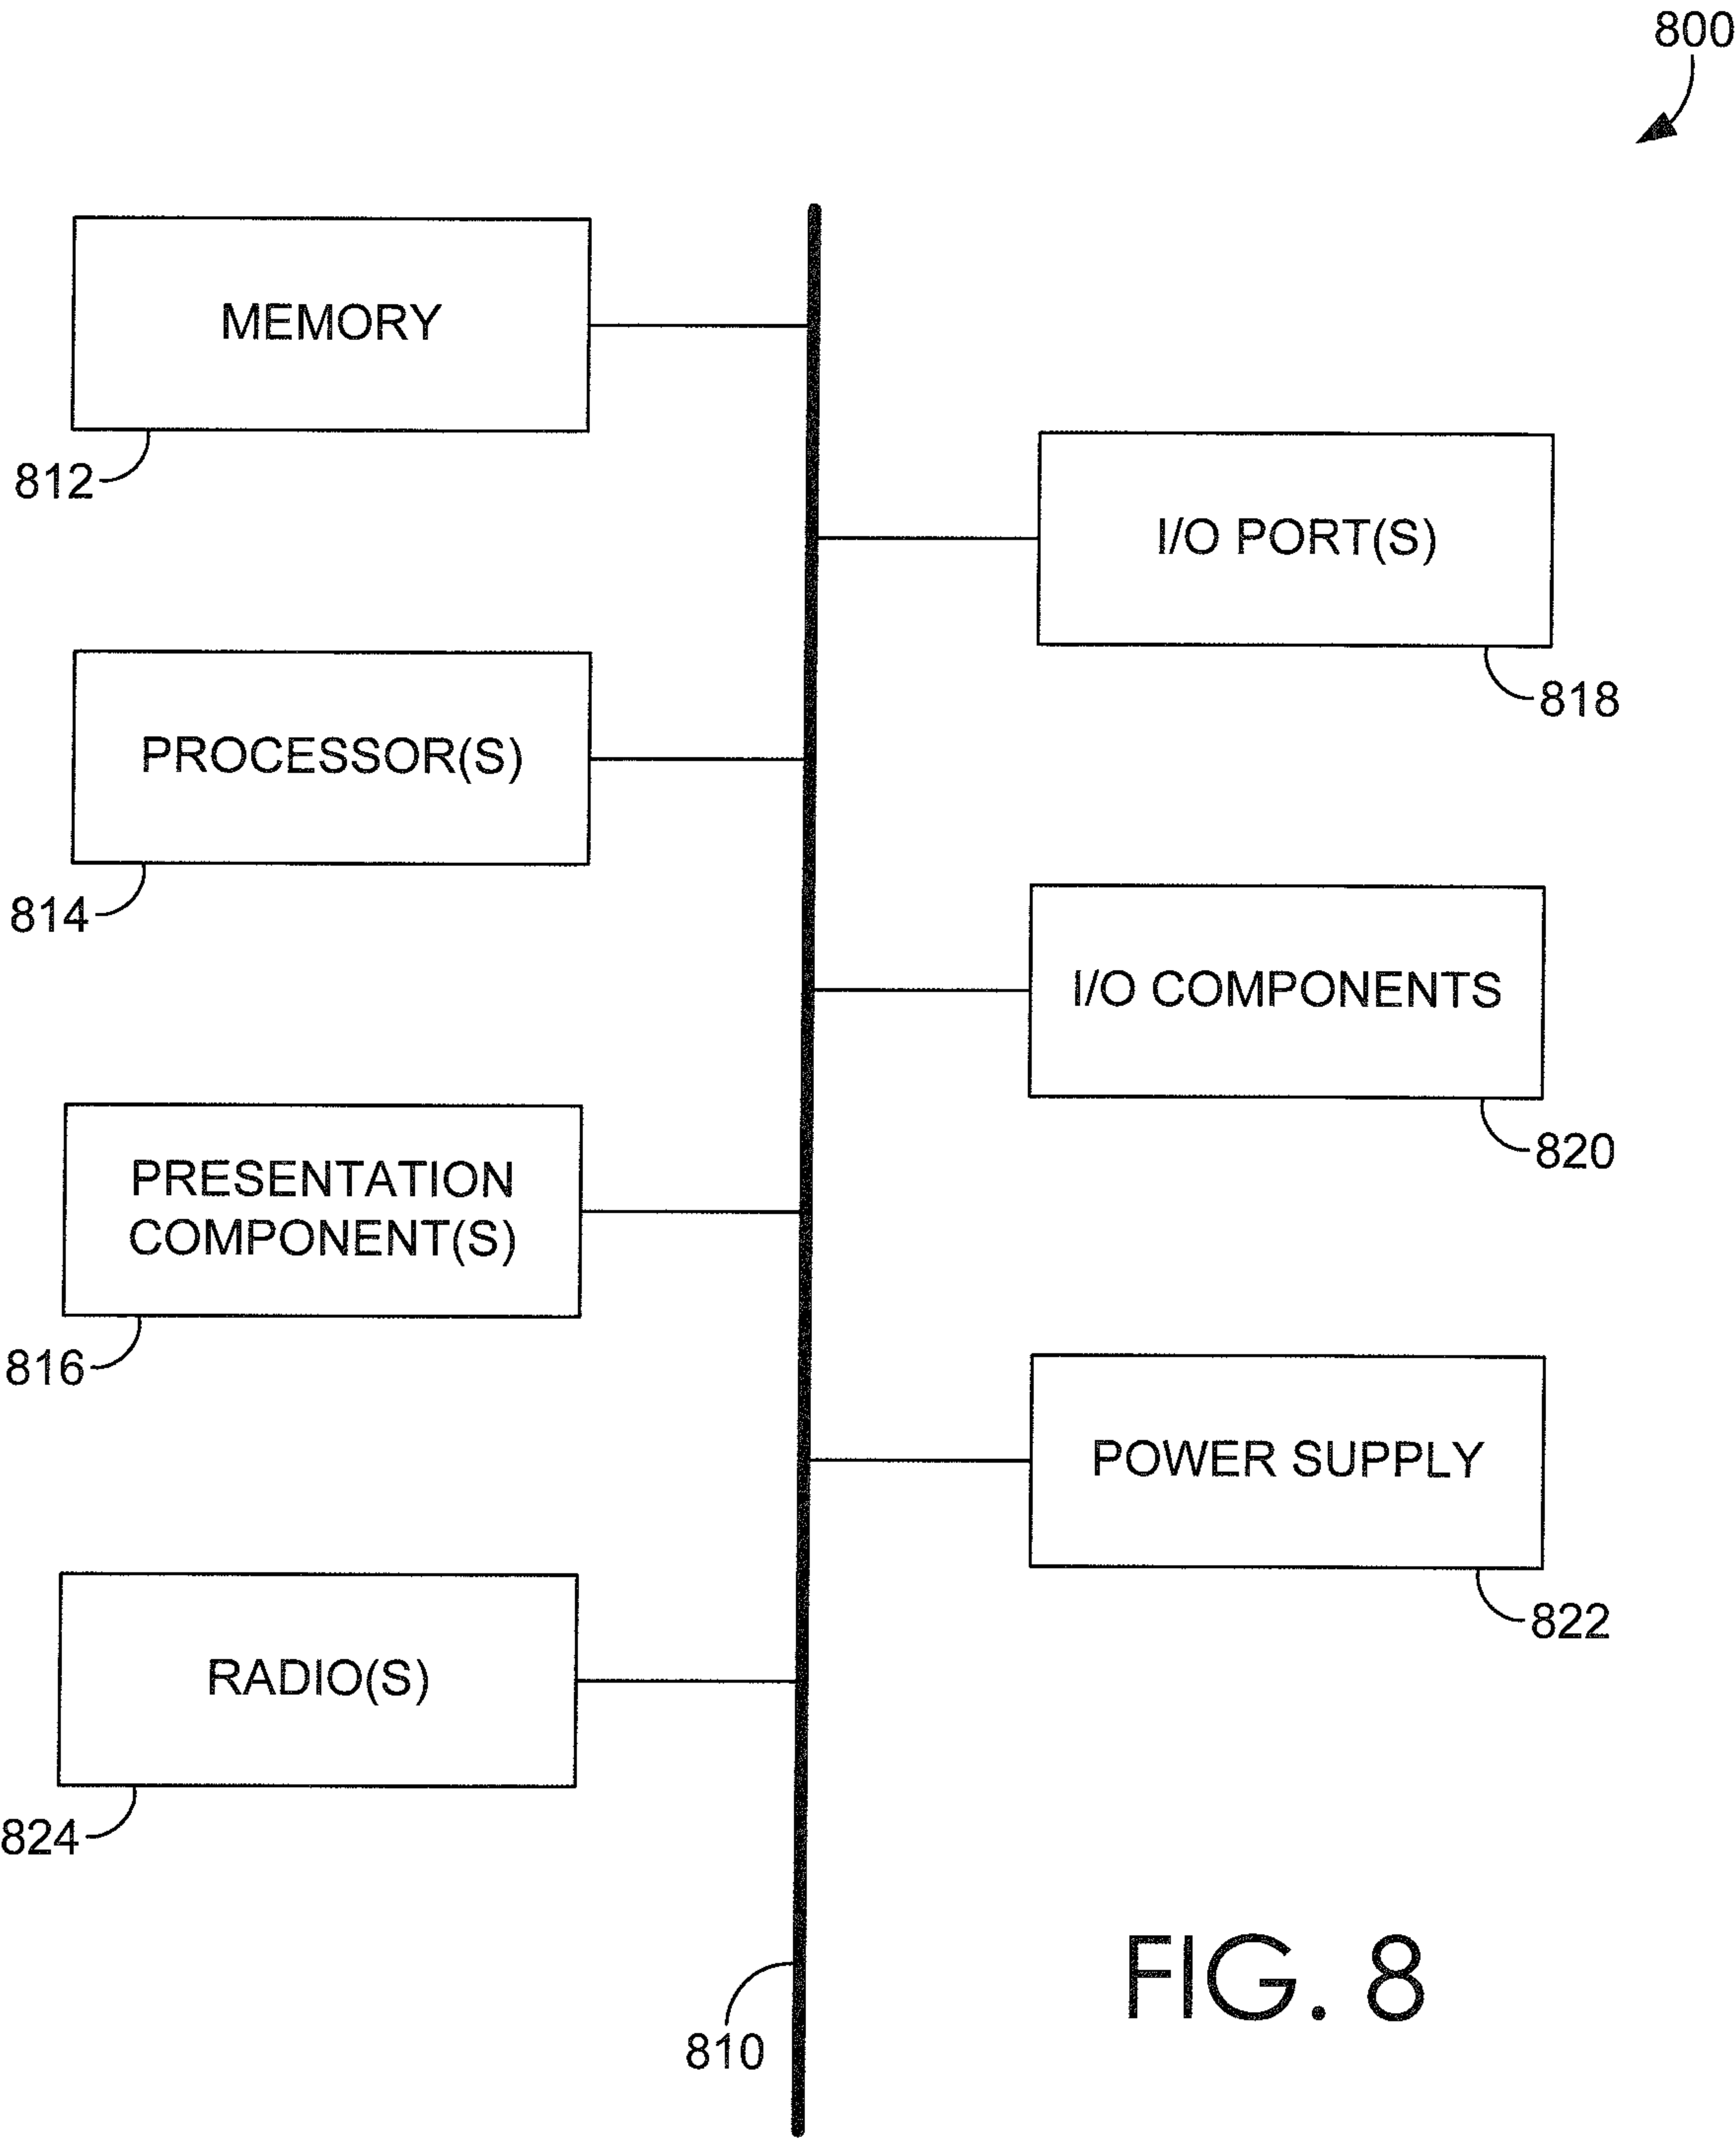 800
MEMORY
812
I/O PORT(S)
818
PROCESSOR(S)
814
I/O COMPONENTS
820
PRESENTATION
COMPONENT(S)
816
POWER SUPPLY
822
RADIO(S)
824
810
FIG. 8